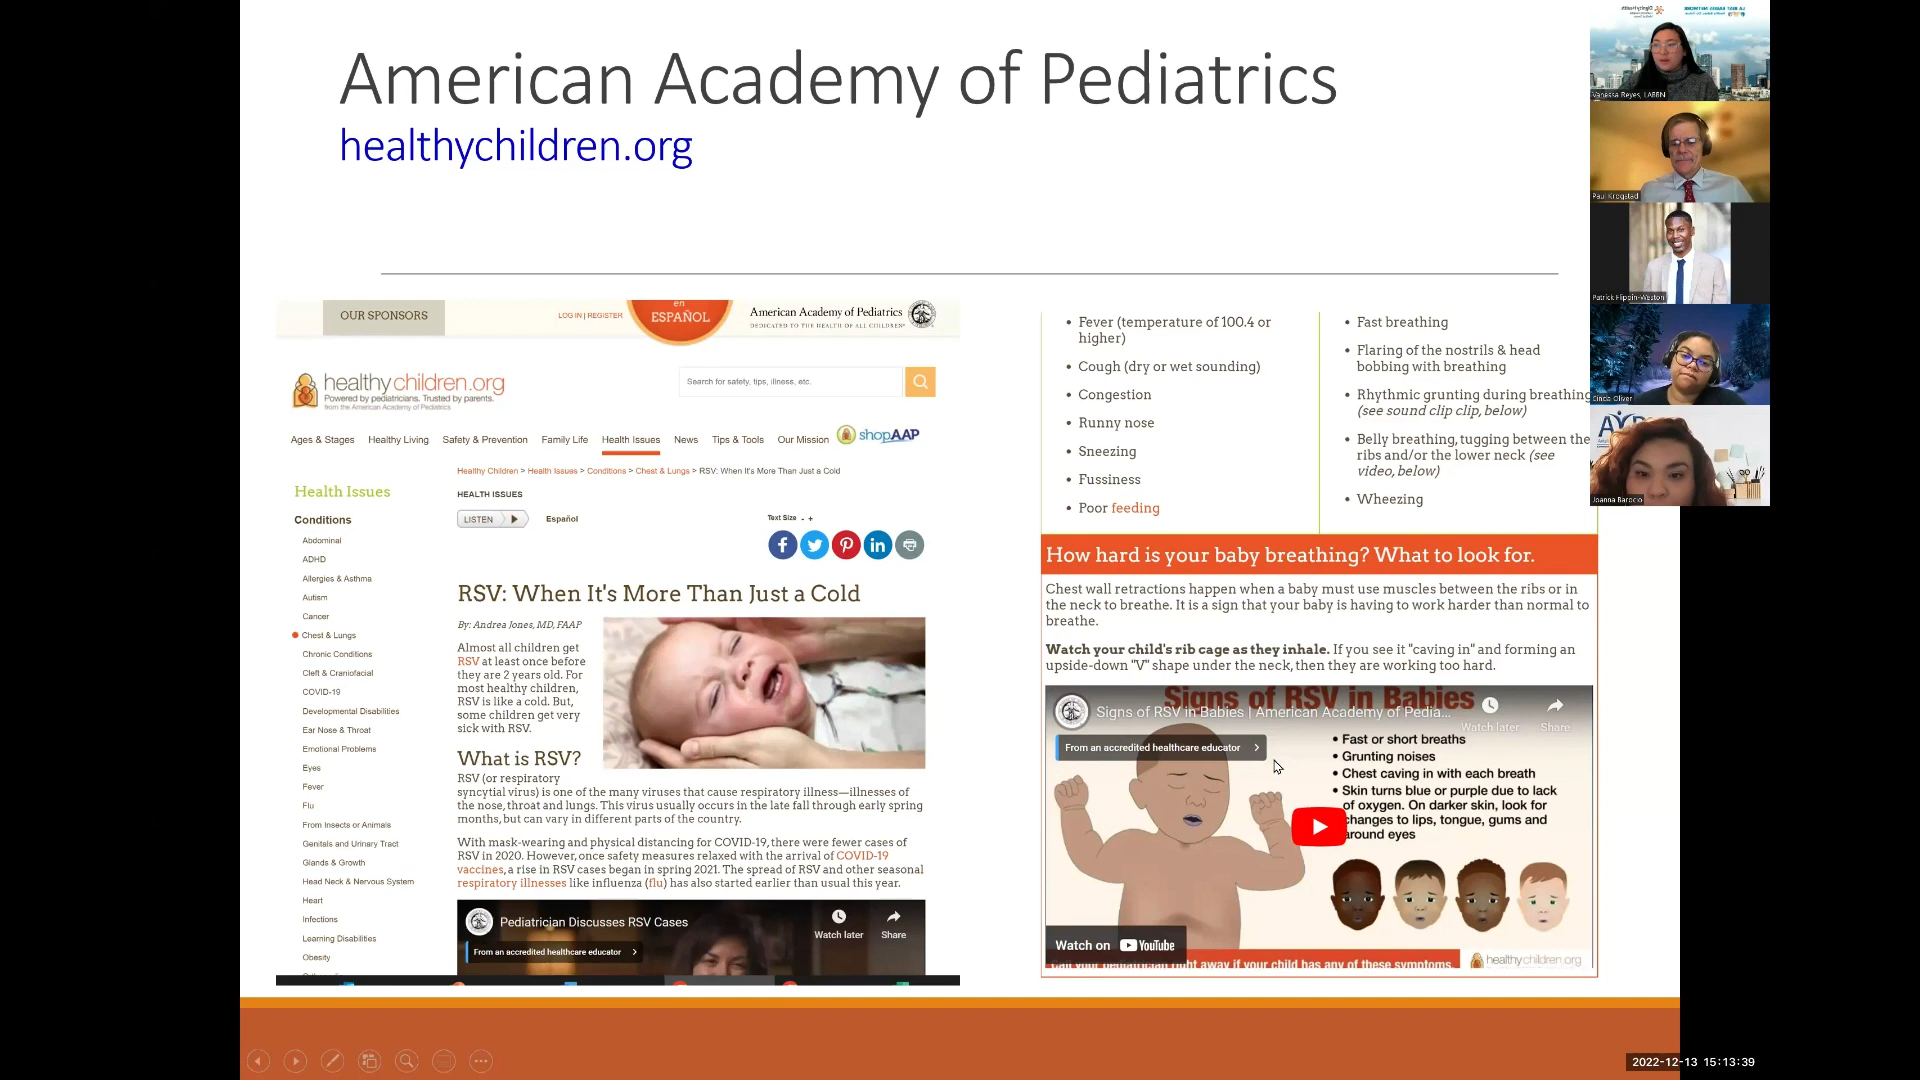 American Academy of Pediatrics
healthychildren.org
OUR SPONSORS
LOG IN | REGISTER
en
ESPAÑOL
American Academy of Pediatrics
DEDICATED TO THE HEALTH OF ALL CHILDREN®
healthychildren.org
Powered by pediatricians. Trusted by parents.
from the American Academy of Pediatrics
Search for safety, tips, illness, etc.
Ages & Stages Healthy Living Safety & Prevention Family Life Health Issues News Tips & Tools Our Mission shopAAP
Healthy Children > Health Issues > Conditions > Chest & Lungs > RSV: When It's More Than Just a Cold
Health Issues
Conditions
Abdominal
ADHD
Allergies & Asthma
Autism
Cancer
Chest & Lungs
Chronic Conditions
Cleft & Craniofacial
COVID-19
Developmental Disabilities
Ear Nose & Throat
Emotional Problems
Eyes
Fever
Flu
From Insects or Animals
Genitals and Urinary Tract
Glands & Growth
Head Neck & Nervous System
Heart
Infections
Learning Disabilities
Obesity
HEALTH ISSUES
LISTEN Español
Text Size - +
RSV: When It's More Than Just a Cold
By: Andrea Jones, MD, FAAP
Almost all children get
RSV at least once before
they are 2 years old. For
most healthy children,
RSV is like a cold. But,
some children get very
sick with RSV.
What is RSV?
RSV (or respiratory
syncytial virus) is one of the many viruses that cause respiratory illness—illnesses of
the nose, throat and lungs. This virus usually occurs in the late fall through early spring
months, but can vary in different parts of the country.
With mask-wearing and physical distancing for COVID-19, there were fewer cases of
RSV in 2020. However, once safety measures relaxed with the arrival of COVID-19
vaccines, a rise in RSV cases began in spring 2021. The spread of RSV and other seasonal
respiratory illnesses like influenza (flu) has also started earlier than usual this year.
Pediatrician Discusses RSV Cases
Watch later
Share
From an accredited healthcare educator
• Fever (temperature of 100.4 or
higher)
• Cough (dry or wet sounding)
• Congestion
• Runny nose
• Sneezing
• Fussiness
• Poor feeding
• Fast breathing
• Flaring of the nostrils & head
bobbing with breathing
• Rhythmic grunting during breathing
(see sound clip clip, below)
• Belly breathing, tugging between the
ribs and/or the lower neck (see
video, below)
• Wheezing
How hard is your baby breathing? What to look for.
Chest wall retractions happen when a baby must use muscles between the ribs or in
the neck to breathe. It is a sign that your baby is having to work harder than normal to
breathe.
Watch your child's rib cage as they inhale. If you see it "caving in" and forming an
upside-down "V" shape under the neck, then they are working too hard.
Signs of RSV in Babies
Signs of RSV in Babies | American Academy of Pedia...
Watch later
Share
From an accredited healthcare educator
• Fast or short breaths
• Grunting noises
• Chest caving in with each breath
• Skin turns blue or purple due to lack
of oxygen. On darker skin, look for
changes to lips, tongue, gums and
around eyes
Watch on YouTube
Call your pediatrician right away if your child has any of these symptoms.
healthychildren.org
Vanessa Reyes, LABBN
Paul Krogstad
Patrick Flippin-Weston
Cinda Oliver
Joanna Barocio
2022-12-13 15:13:39